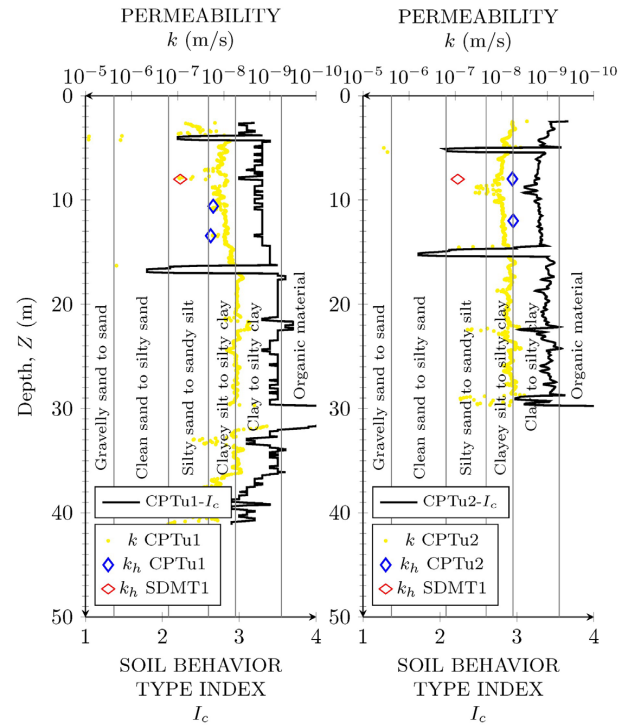 PERMEABILITY
k (m/s)
10⁻⁵ 10⁻⁶ 10⁻⁷ 10⁻⁸ 10⁻⁹ 10⁻¹⁰
0
10
20
30
40
50
Depth, Z (m)
Gravelly sand to sand
Clean sand to silty sand
Silty sand to sandy silt
Clayey silt to silty clay
Clay to silty clay
Organic material
CPTu1-I_c
k CPTu1
k_h CPTu1
k_h SDMT1
1 2 3 4
SOIL BEHAVIOR
TYPE INDEX
I_c
PERMEABILITY
k (m/s)
10⁻⁵ 10⁻⁶ 10⁻⁷ 10⁻⁸ 10⁻⁹ 10⁻¹⁰
0
10
20
30
40
50
Gravelly sand to sand
Clean sand to silty sand
Silty sand to sandy silt
Clayey silt to silty clay
Clay to silty clay
Organic material
CPTu2-I_c
k CPTu2
k_h CPTu2
k_h SDMT1
1 2 3 4
SOIL BEHAVIOR
TYPE INDEX
I_c